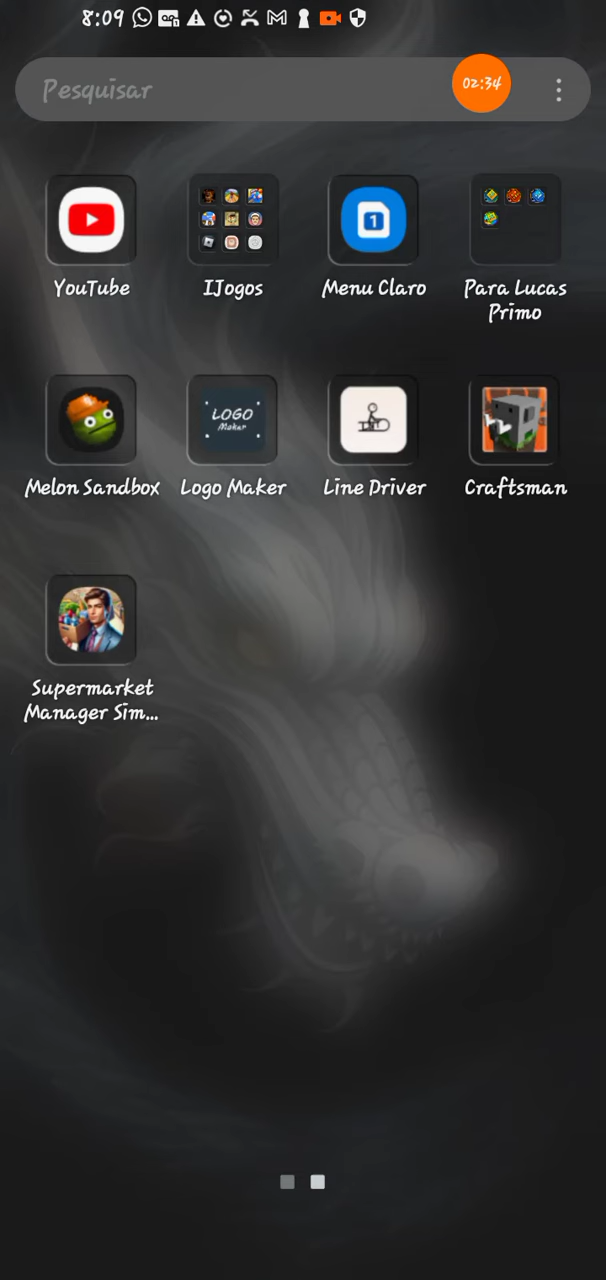 8:09
Pesquisar
02:34
YouTube
IJogos
Menu Claro
Para Lucas
Primo
LOGO
Maker
Melon Sandbox
Logo Maker
Line Driver
Craftsman
Supermarket
Manager Sim...